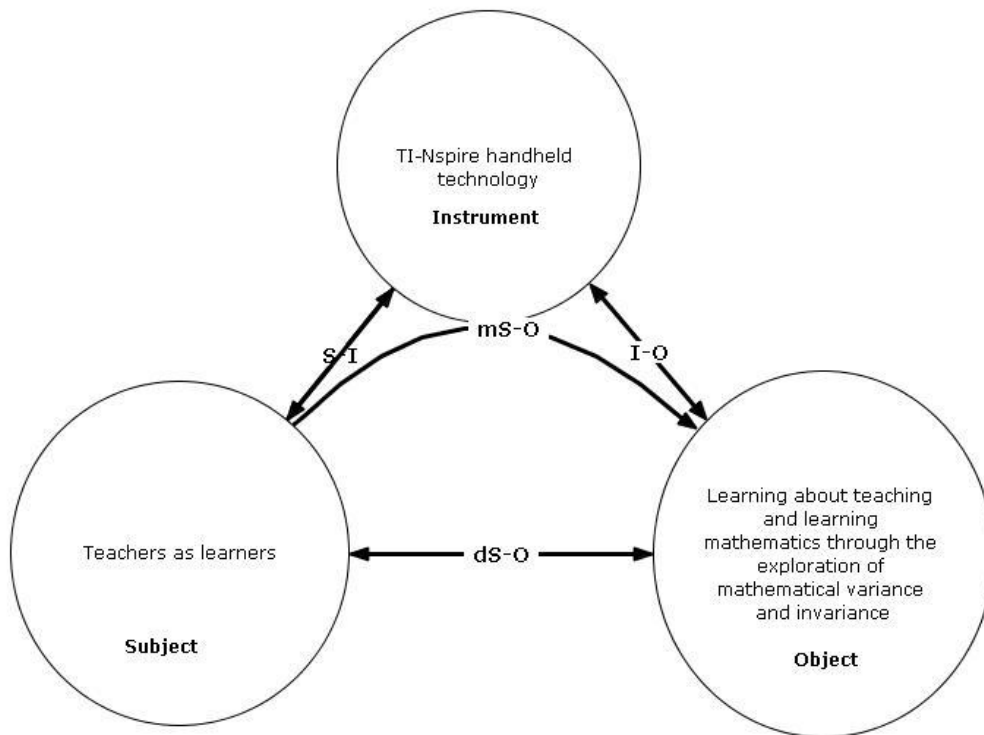 TI-Nspire handheld
technology
Instrument
mS-O
S-I
I-O
Teachers as learners
Subject
dS-O
Learning about teaching
and learning
mathematics through the
exploration of
mathematical variance
and invariance
Object